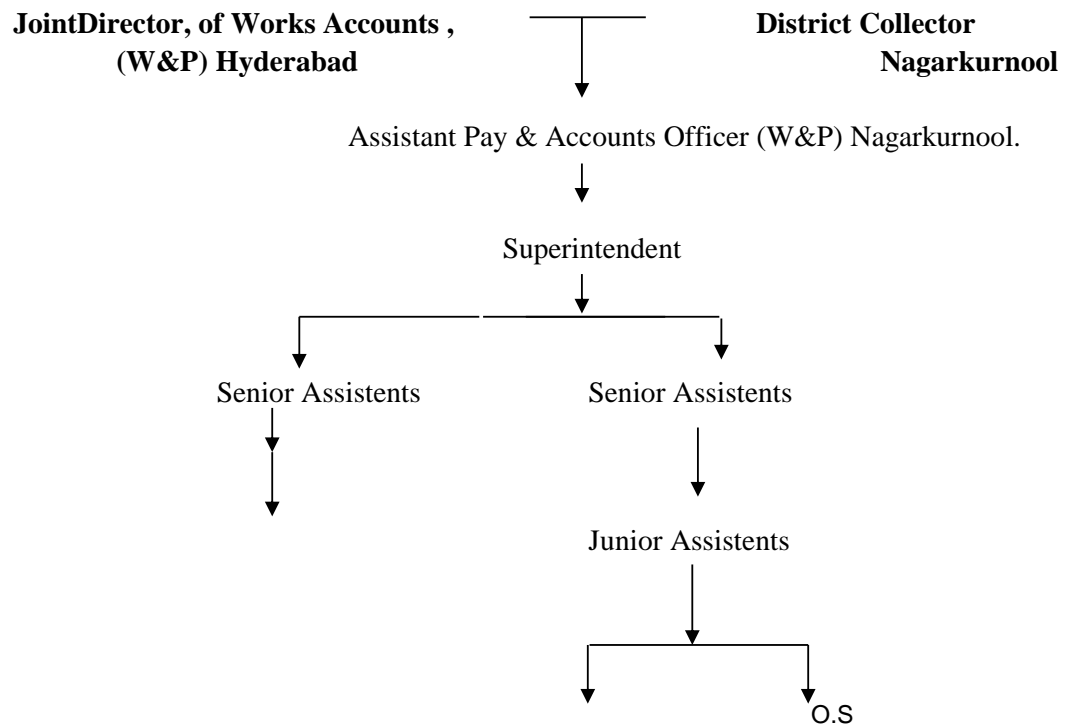 JointDirector, of Works Accounts ,
(W&P) Hyderabad
District Collector
Nagarkurnool
Assistant Pay & Accounts Officer (W&P) Nagarkurnool.
Superintendent
Senior Assistents
Senior Assistents
Junior Assistents
O.S